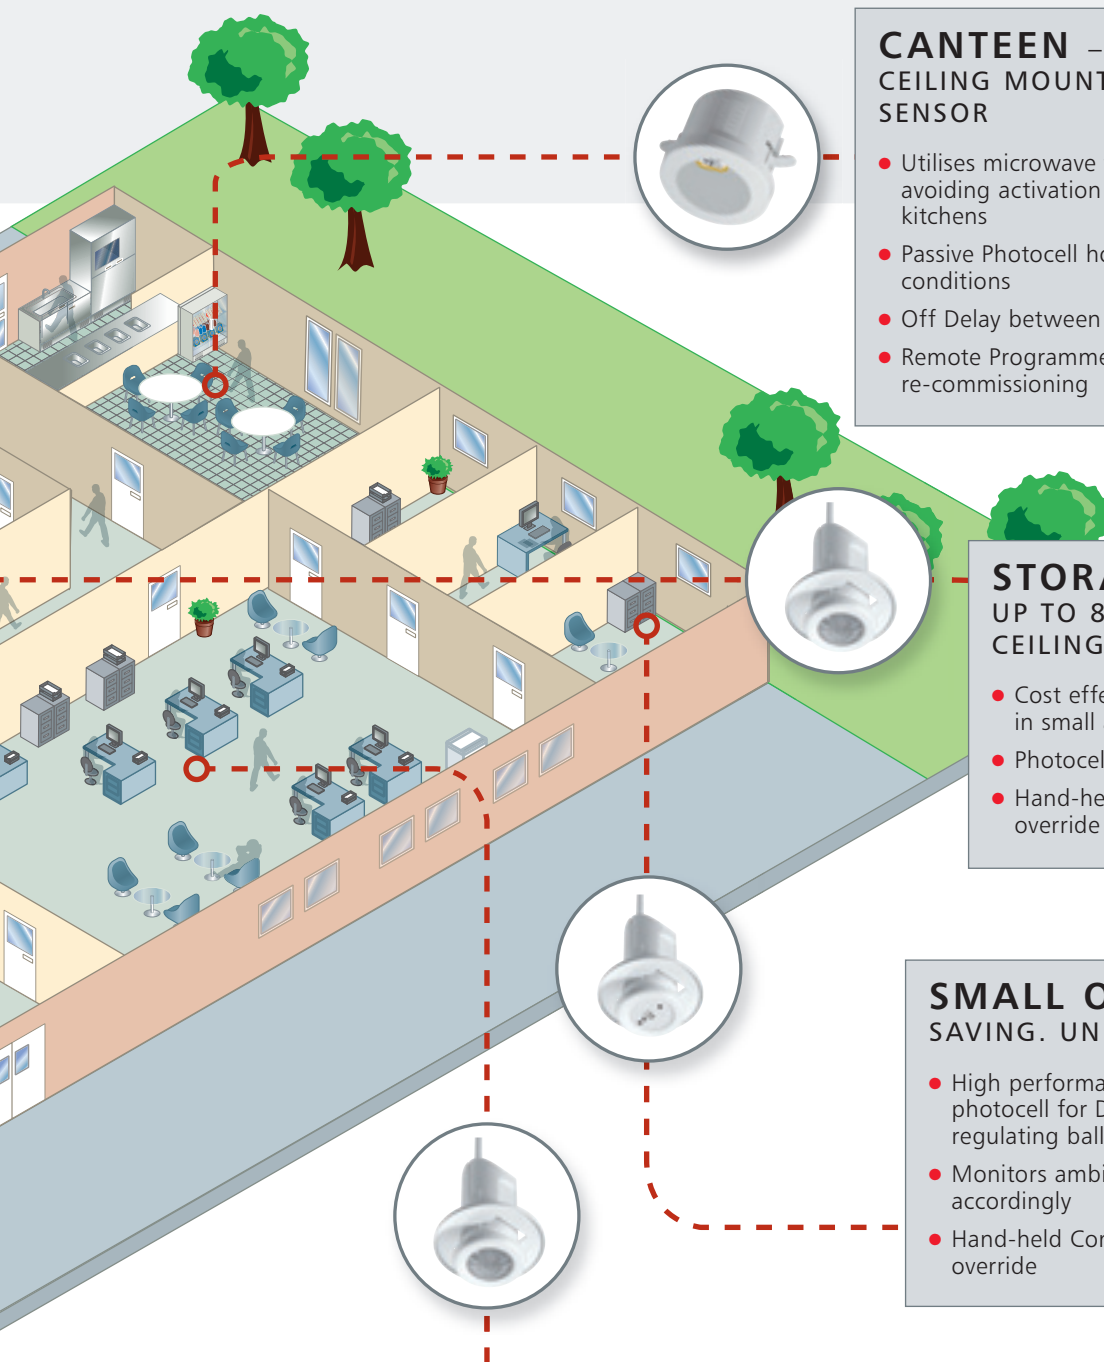 CANTEEN –
CEILING MOUNT
SENSOR
Utilises microwave
avoiding activation
kitchens
Passive Photocell ho
conditions
Off Delay between
Remote Programme
re-commissioning
STORA
UP TO 8
CEILING
Cost effe
in small
Photocel
Hand-he
override
SMALL O
SAVING. UN
High performa
photocell for D
regulating ball
Monitors ambi
accordingly
Hand-held Con
override